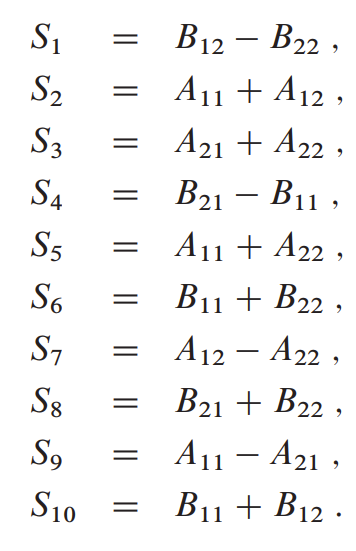 S₁ = B₁₂ − B₂₂ ,
S₂ = A₁₁ + A₁₂ ,
S₃ = A₂₁ + A₂₂ ,
S₄ = B₂₁ − B₁₁ ,
S₅ = A₁₁ + A₂₂ ,
S₆ = B₁₁ + B₂₂ ,
S₇ = A₁₂ − A₂₂ ,
S₈ = B₂₁ + B₂₂ ,
S₉ = A₁₁ − A₂₁ ,
S₁₀ = B₁₁ + B₁₂ .